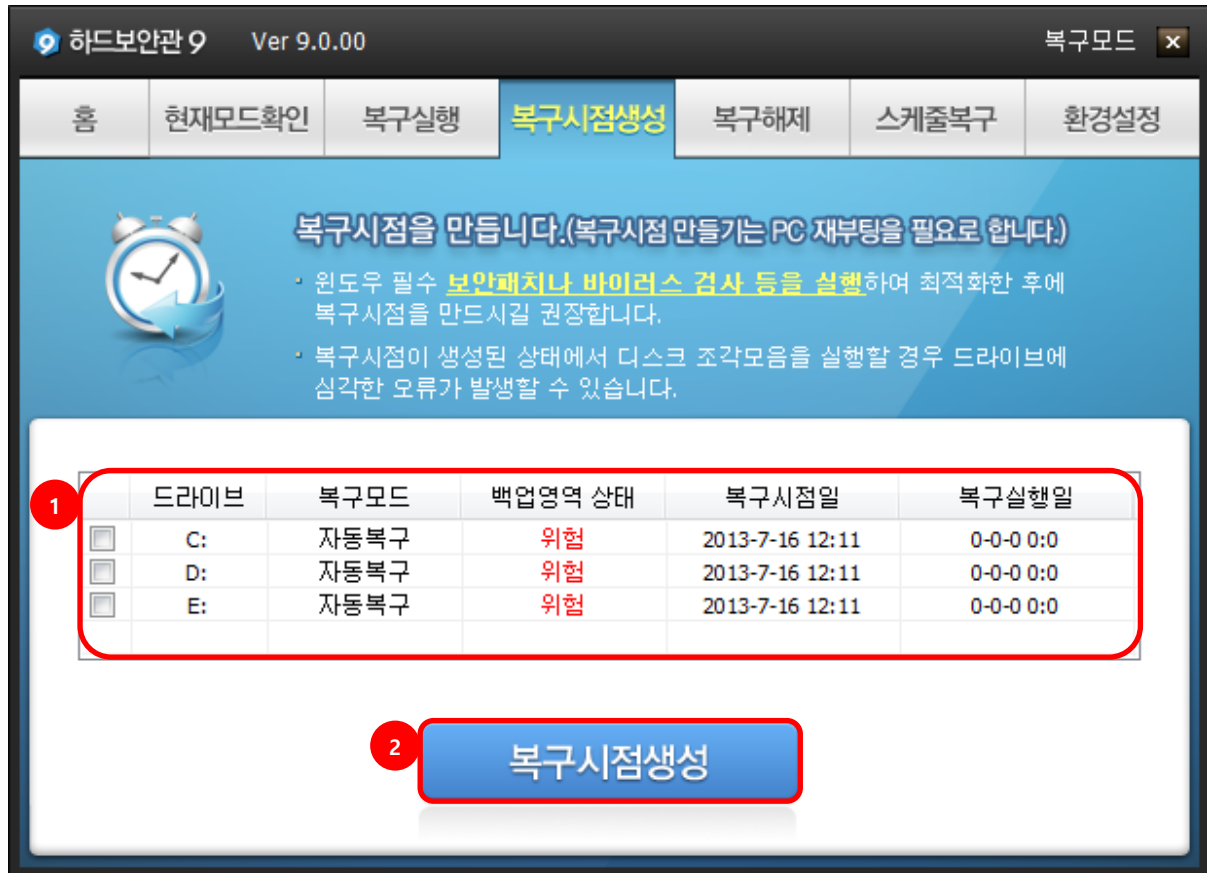 하드보안관 9 Ver 9.0.00 복구모드
홈 현재모드확인 복구실행 복구시점생성 복구해제 스케줄복구 환경설정
복구시점을 만듭니다.(복구시점 만들기는 PC 재부팅을 필요로 합니다.)
· 윈도우 필수 보안패치나 바이러스 검사 등을 실행하여 최적화한 후에
복구시점을 만드시길 권장합니다.
· 복구시점이 생성된 상태에서 디스크 조각모음을 실행할 경우 드라이브에
심각한 오류가 발생할 수 있습니다.
1
드라이브 복구모드 백업영역 상태 복구시점일 복구실행일
C: 자동복구 위험 2013-7-16 12:11 0-0-0 0:0
D: 자동복구 위험 2013-7-16 12:11 0-0-0 0:0
E: 자동복구 위험 2013-7-16 12:11 0-0-0 0:0
2
복구시점생성